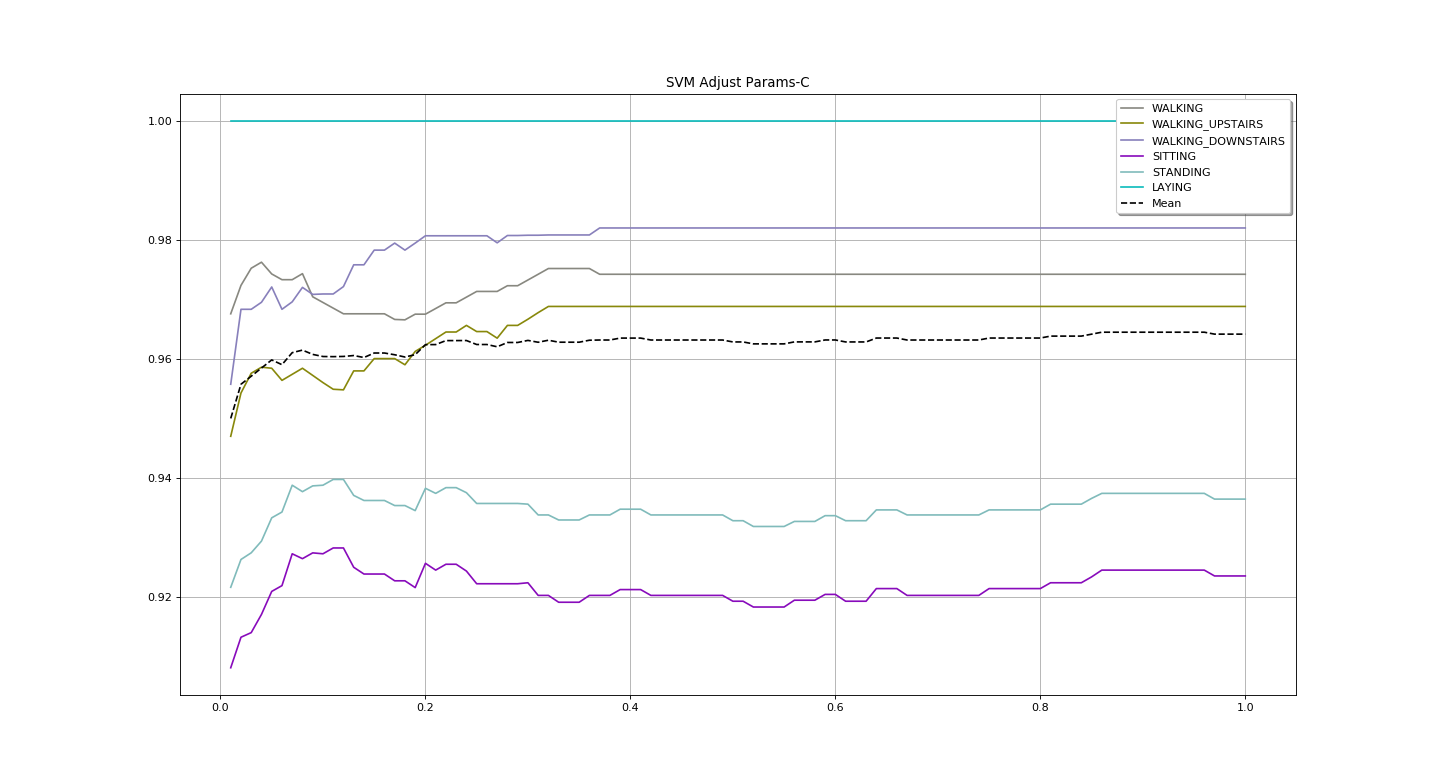 SVM Adjust Params-C
WALKING
WALKING_UPSTAIRS
WALKING_DOWNSTAIRS
SITTING
STANDING
LAYING
Mean
1.00
0.98
0.96
0.94
0.92
0.0 0.2 0.4 0.6 0.8 1.0